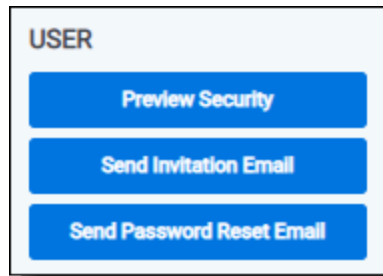 USER
Preview Security
Send Invitation Email
Send Password Reset Email